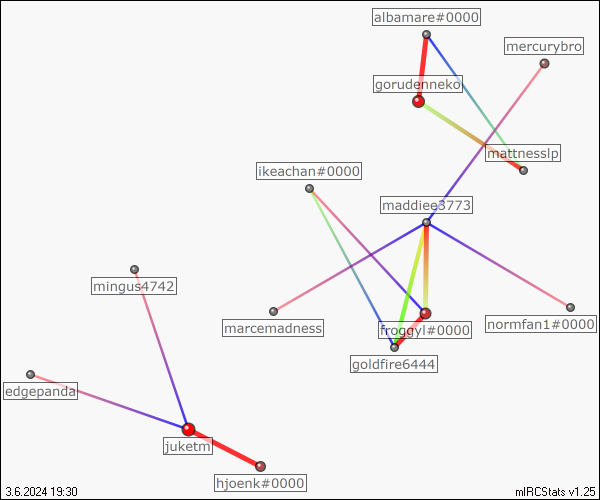 albamare#0000
mercurybro
gorudenneko
mattnesslp
ikeachan#0000
maddiee3773
mingus4742
marcemadness
froggyl#0000
normfan1#0000
goldfire6444
edgepanda
juketm
hjoenk#0000
3.6.2024 19:30
mIRCStats v1.25